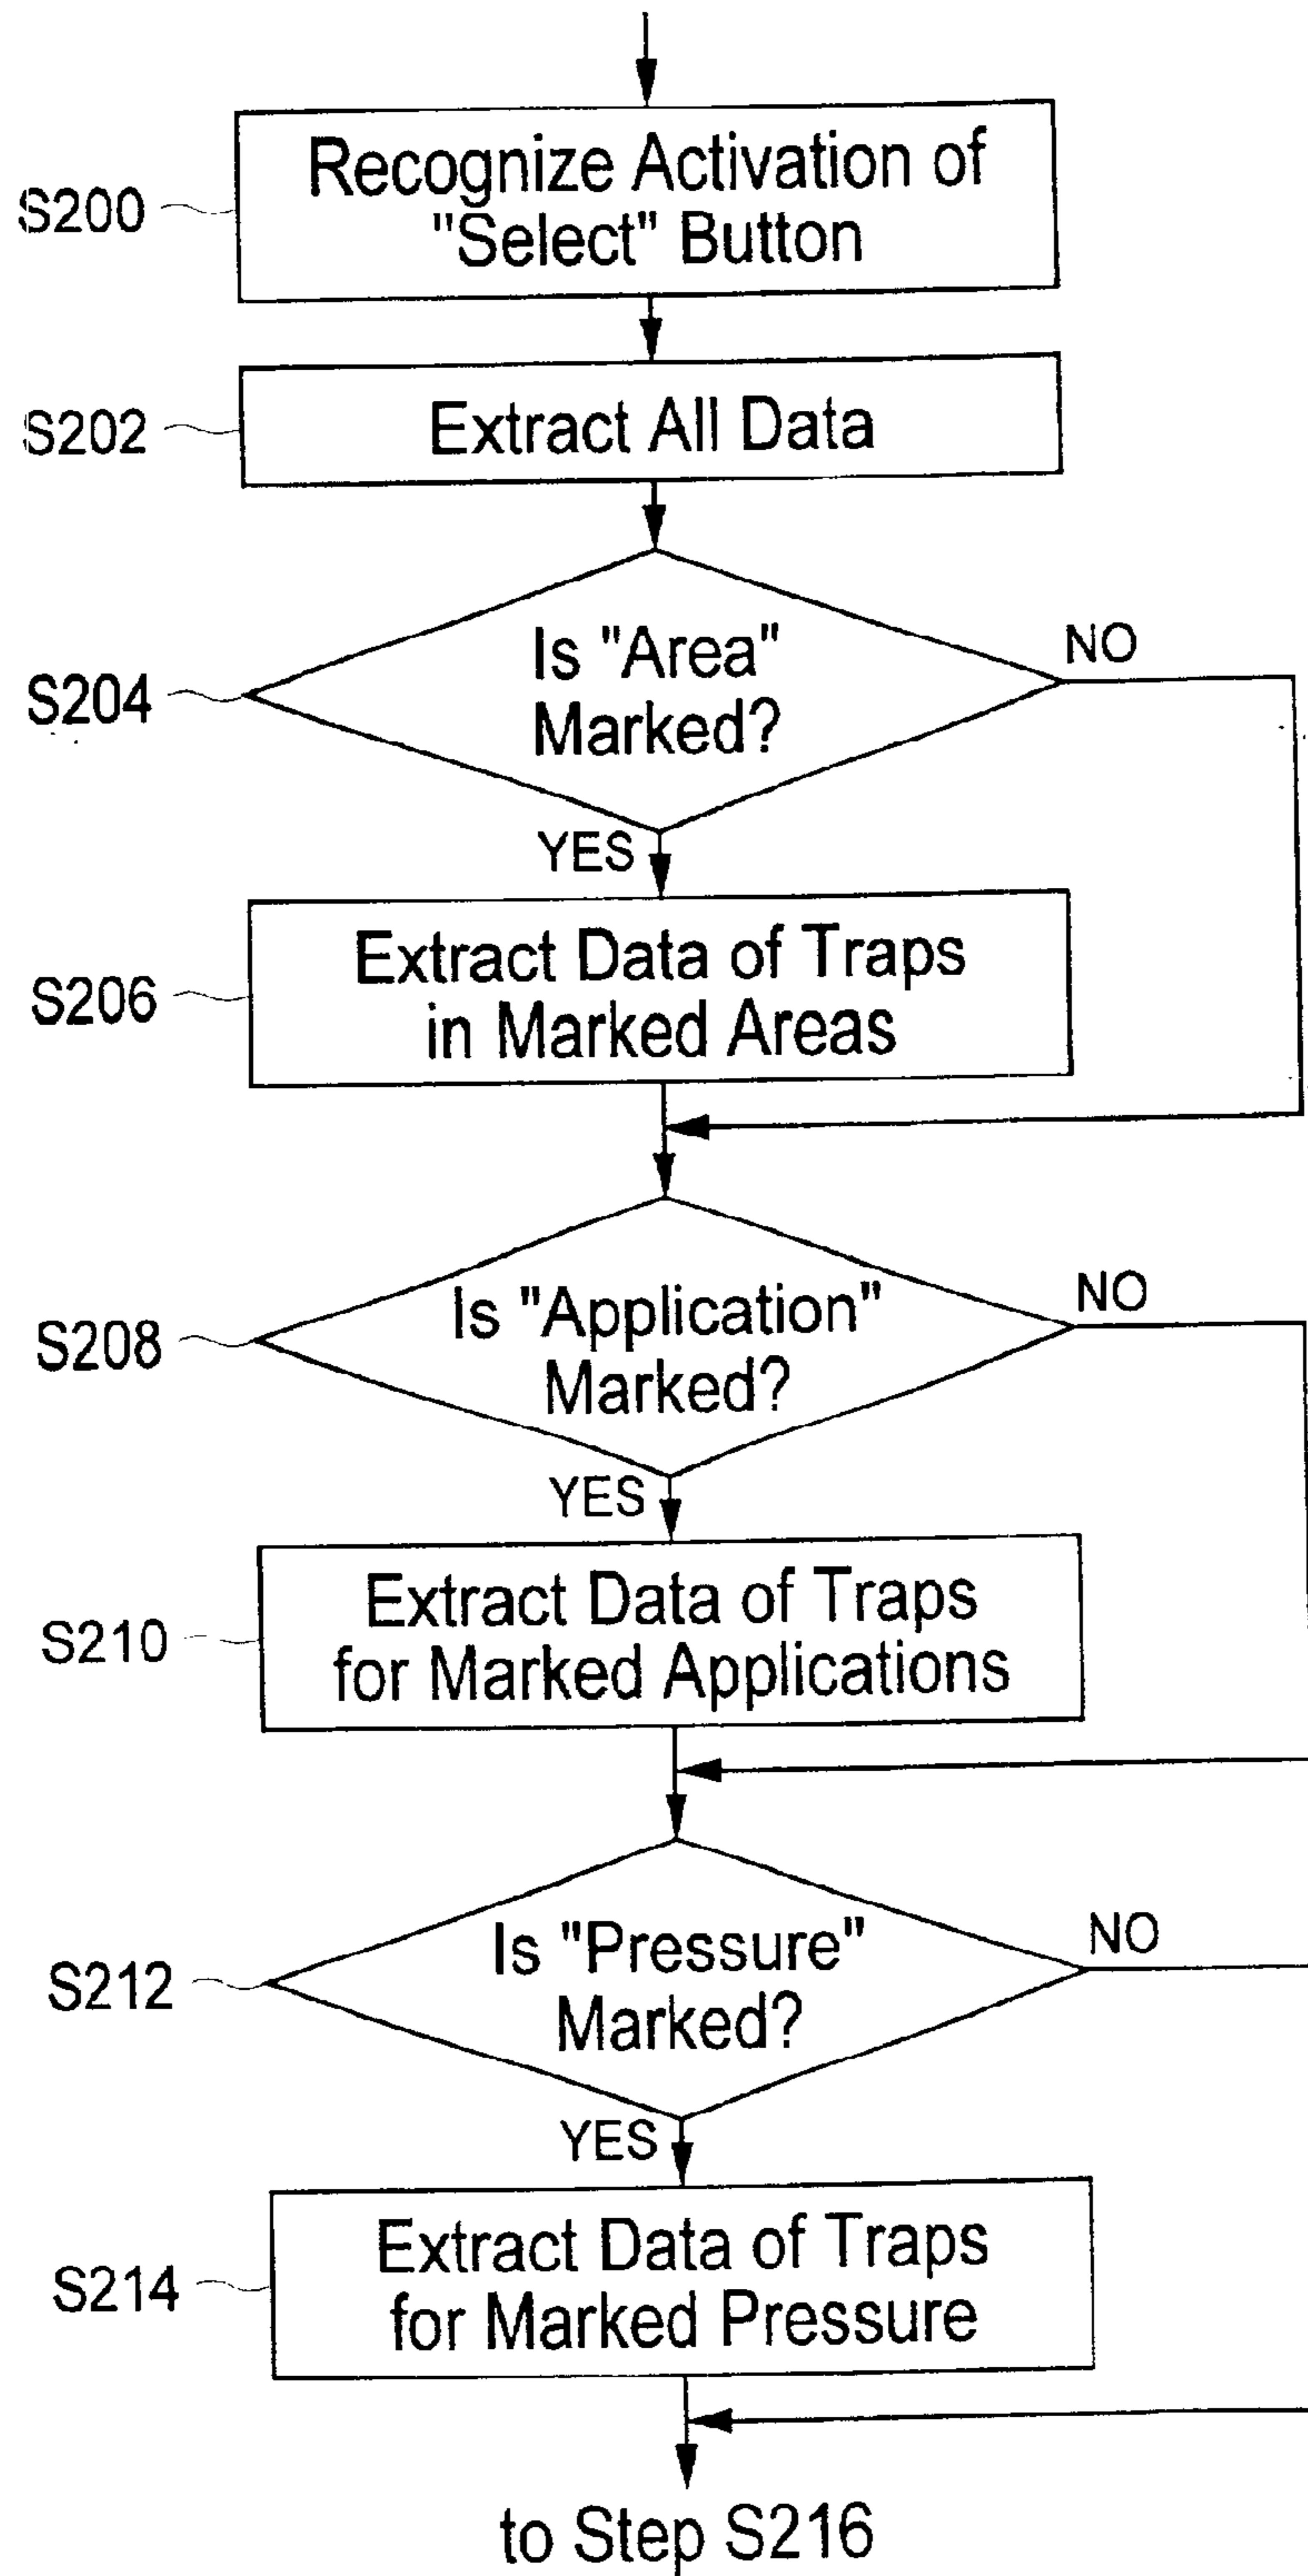 S200
Recognize Activation of
"Select" Button
S202
Extract All Data
S204
Is "Area"
Marked?
NO
YES
S206
Extract Data of Traps
in Marked Areas
S208
Is "Application"
Marked?
NO
YES
S210
Extract Data of Traps
for Marked Applications
S212
Is "Pressure"
Marked?
NO
YES
S214
Extract Data of Traps
for Marked Pressure
to Step S216